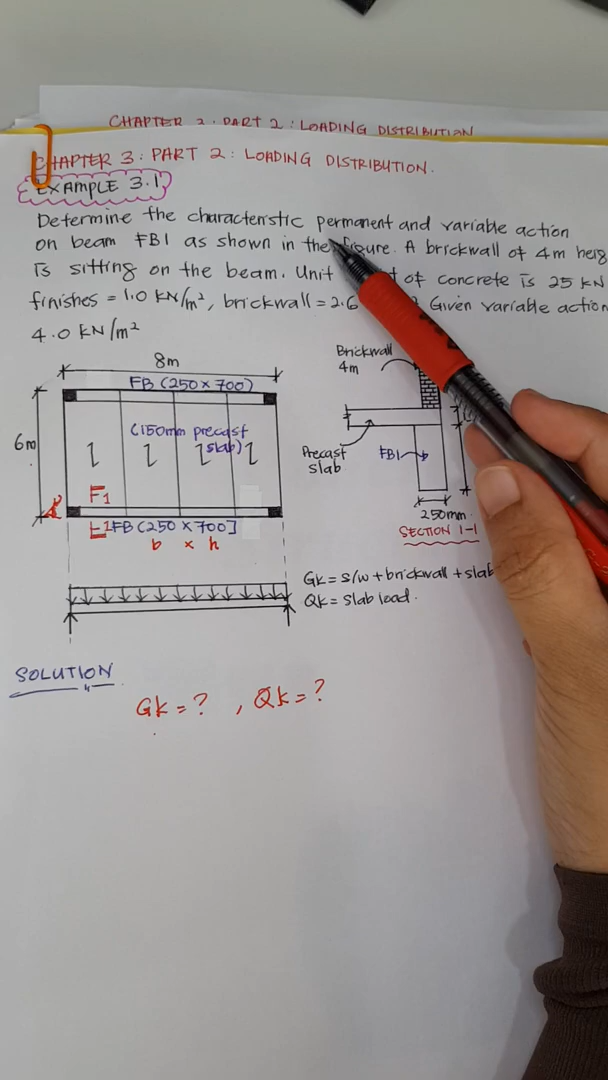 CHAPTER 3: PART 2: LOADING DISTRIBUTION
CHAPTER 3: PART 2: LOADING DISTRIBUTION.
EXAMPLE 3.1
Determine the characteristic permanent and variable action
on beam FB1 as shown in the figure. A brickwall of 4m heig
is sitting on the beam. Unit of concrete is 25 kN
finishes = 1.0 kN/m², brickwall = 2.6 Given variable action
4.0 kN/m²
8m
FB (250 x 700)
6m
(150mm precast
slab)
F1
1
FB (250 x 700]
b x h
Brickwall
4m
Precast
slab
FB1
250mm
SECTION 1-1
Gk = s/w + brickwall + slab
Qk = slab load.
SOLUTION
Gk = ? , Qk = ?